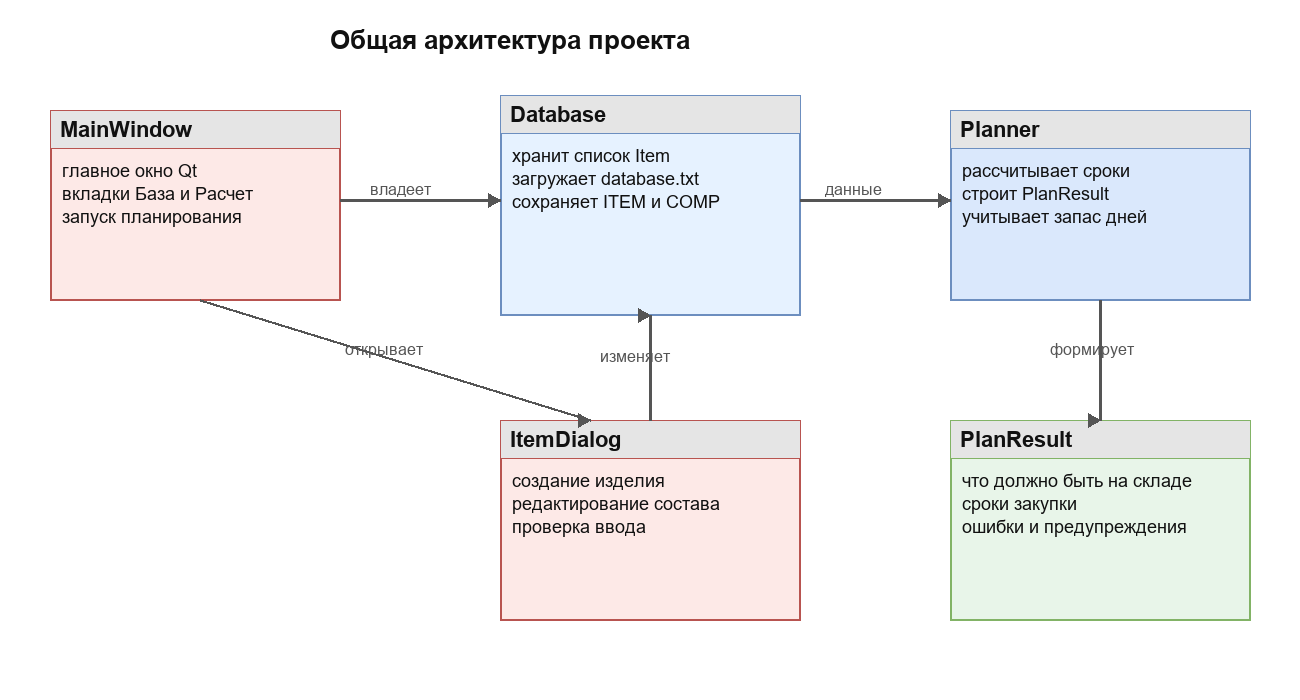 Общая архитектура проекта
MainWindow
главное окно Qt
вкладки База и Расчет
запуск планирования
владеет
Database
хранит список Item
загружает database.txt
сохраняет ITEM и COMP
данные
Planner
рассчитывает сроки
строит PlanResult
учитывает запас дней
открывает
изменяет
формирует
ItemDialog
создание изделия
редактирование состава
проверка ввода
PlanResult
что должно быть на складе
сроки закупки
ошибки и предупреждения